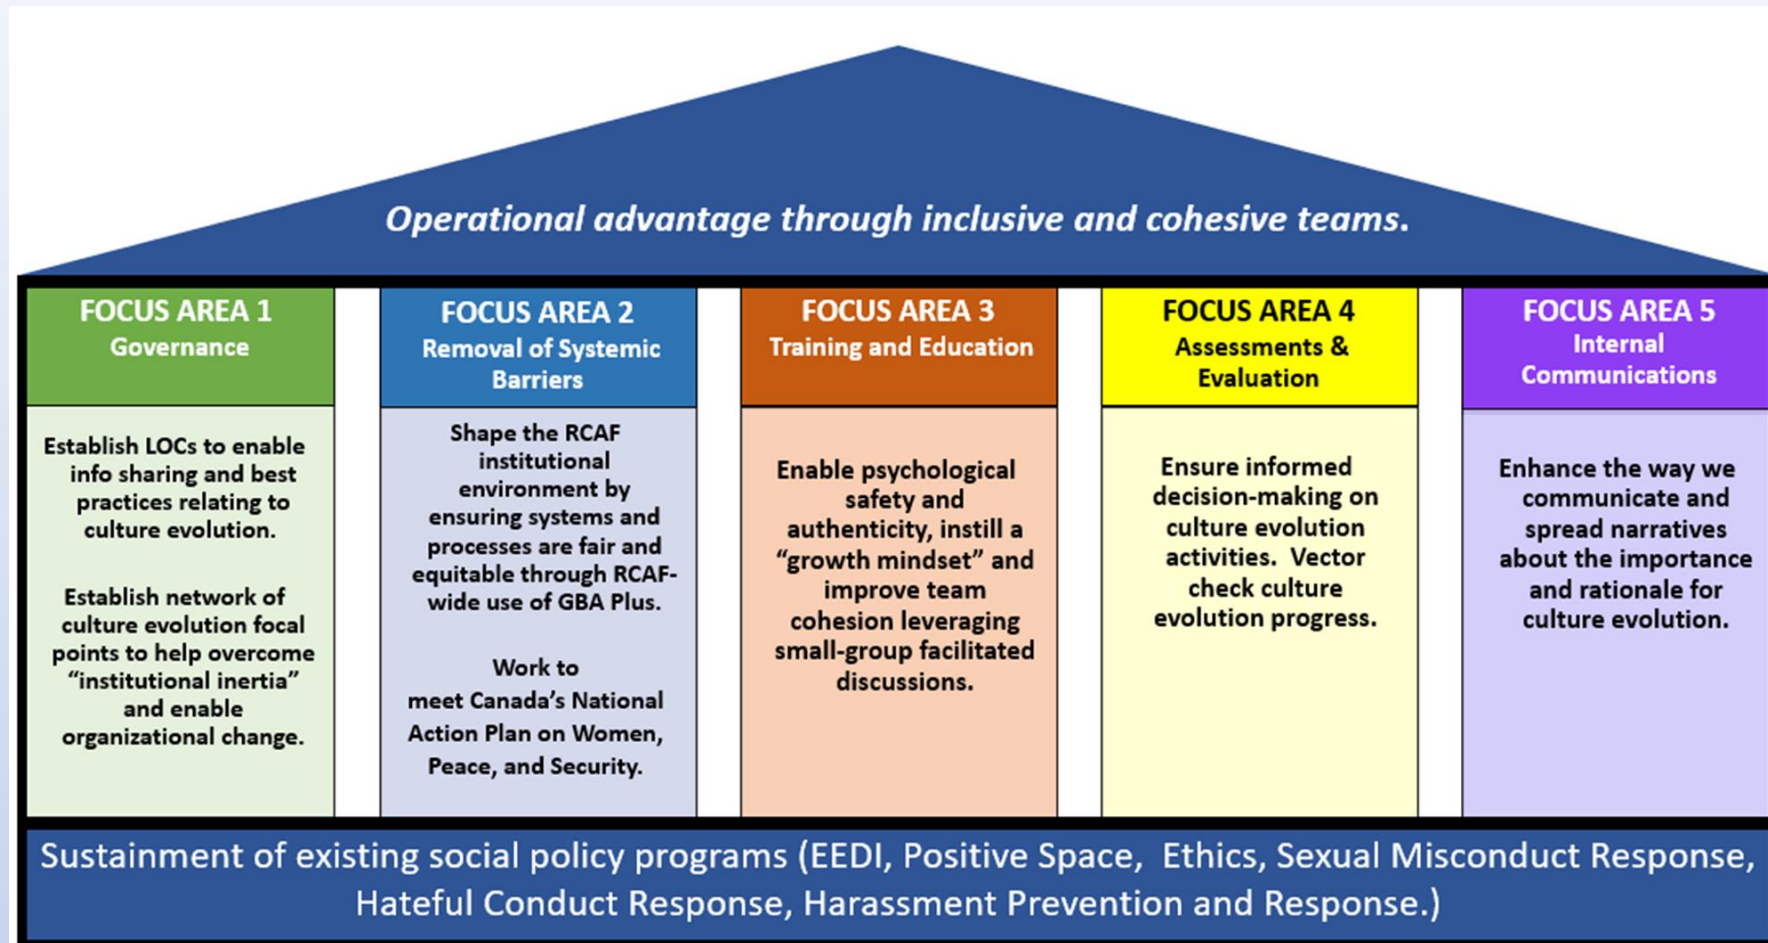 Operational advantage through inclusive and cohesive teams.
FOCUS AREA 1
Governance
Establish LOCs to enable
info sharing and best
practices relating to
culture evolution.
Establish network of
culture evolution focal
points to help overcome
“institutional inertia”
and enable
organizational change.
FOCUS AREA 2
Removal of Systemic
Barriers
Shape the RCAF
institutional
environment by
ensuring systems and
processes are fair and
equitable through RCAF-
wide use of GBA Plus.
Work to
meet Canada’s National
Action Plan on Women,
Peace, and Security.
FOCUS AREA 3
Training and Education
Enable psychological
safety and
authenticity, instill a
“growth mindset” and
improve team
cohesion leveraging
small-group facilitated
discussions.
FOCUS AREA 4
Assessments &
Evaluation
Ensure informed
decision-making on
culture evolution
activities.  Vector
check culture
evolution progress.
FOCUS AREA 5
Internal
Communications
Enhance the way we
communicate and
spread narratives
about the importance
and rationale for
culture evolution.
Sustainment of existing social policy programs (EEDI, Positive Space,  Ethics, Sexual Misconduct Response,
Hateful Conduct Response, Harassment Prevention and Response.)